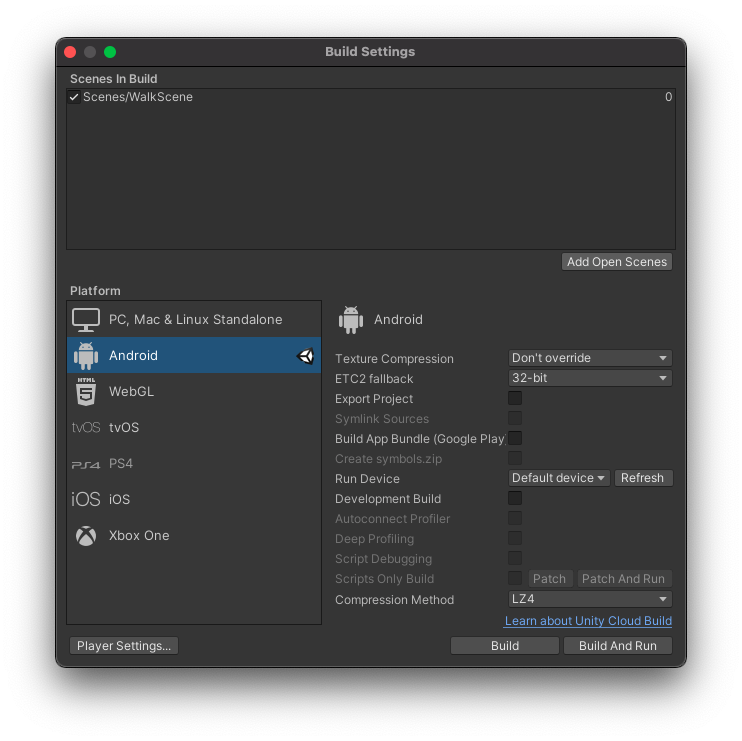 Build Settings
Scenes In Build
Scenes/WalkScene 0
Add Open Scenes
Platform
PC, Mac & Linux Standalone
Android
HTML
5
WebGL
tvOS tvOS
PS4 PS4
iOS iOS
Xbox One
Android
Texture Compression Don't override
ETC2 fallback 32-bit
Export Project
Symlink Sources
Build App Bundle (Google Play
Create symbols.zip
Run Device Default device Refresh
Development Build
Autoconnect Profiler
Deep Profiling
Script Debugging
Scripts Only Build Patch Patch And Run
Compression Method LZ4
Learn about Unity Cloud Build
Player Settings... Build Build And Run